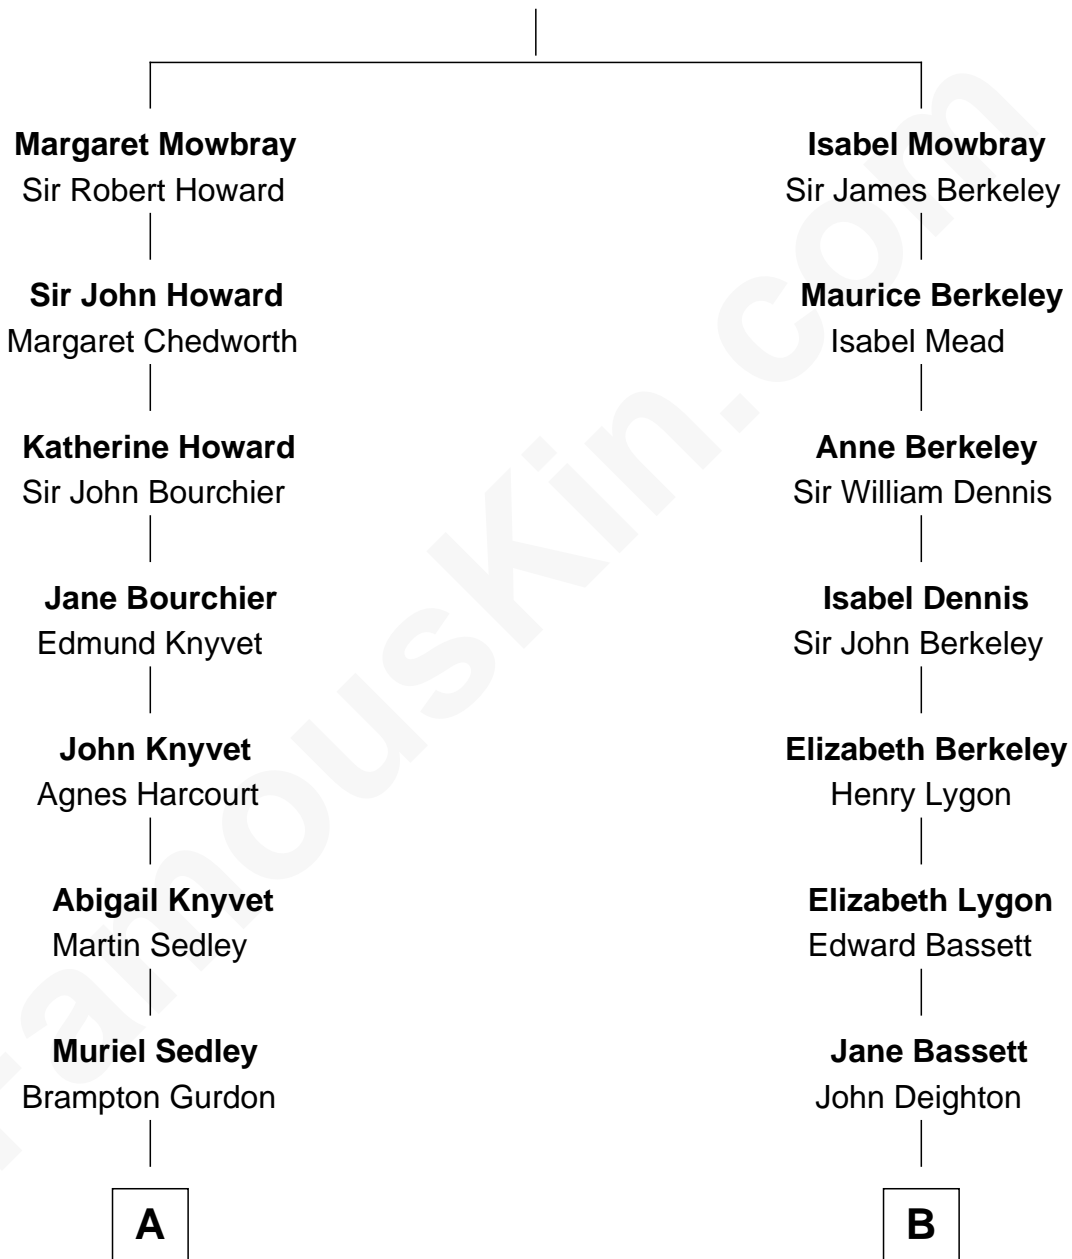 Margaret Mowbray
Sir Robert Howard
Isabel Mowbray
Sir James Berkeley
Sir John Howard
Margaret Chedworth
Maurice Berkeley
Isabel Mead
Katherine Howard
Sir John Bourchier
Anne Berkeley
Sir William Dennis
Jane Bourchier
Edmund Knyvet
Isabel Dennis
Sir John Berkeley
John Knyvet
Agnes Harcourt
Elizabeth Berkeley
Henry Lygon
Abigail Knyvet
Martin Sedley
Elizabeth Lygon
Edward Bassett
Muriel Sedley
Brampton Gurdon
Jane Bassett
John Deighton
A
B
FamousKin.com